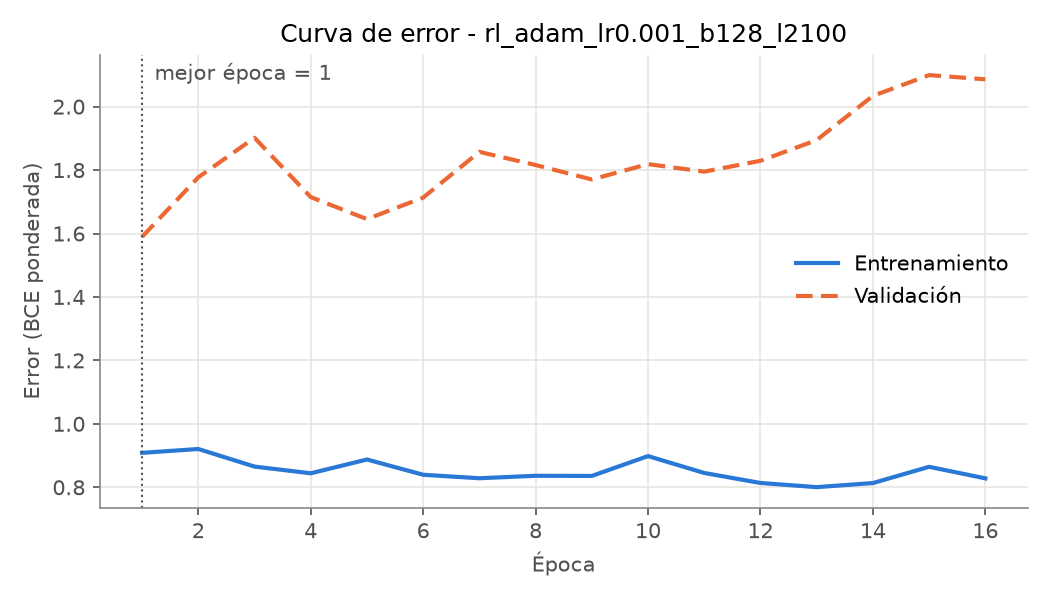 Curva de error - rl_adam_lr0.001_b128_l2100
mejor época = 1
Error (BCE ponderada)
2.0
1.8
1.6
1.4
1.2
1.0
0.8
Entrenamiento
Validación
2 4 6 8 10 12 14 16
Época